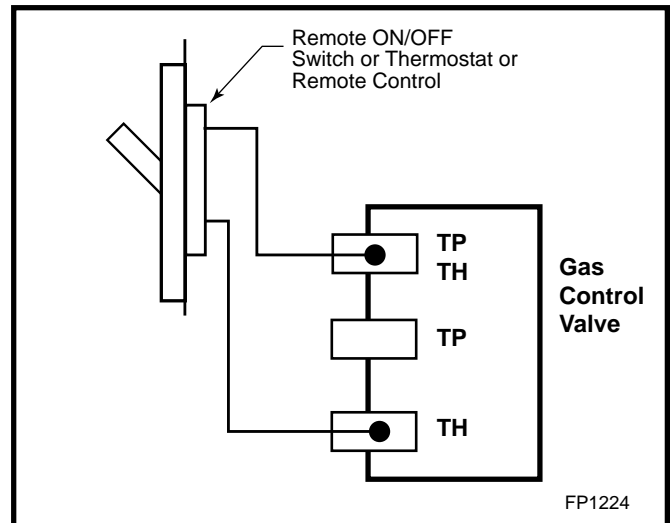 Remote ON/OFF
Switch or Thermostat or
Remote Control
TP
TH
Gas
Control
Valve
TP
TH
FP1224